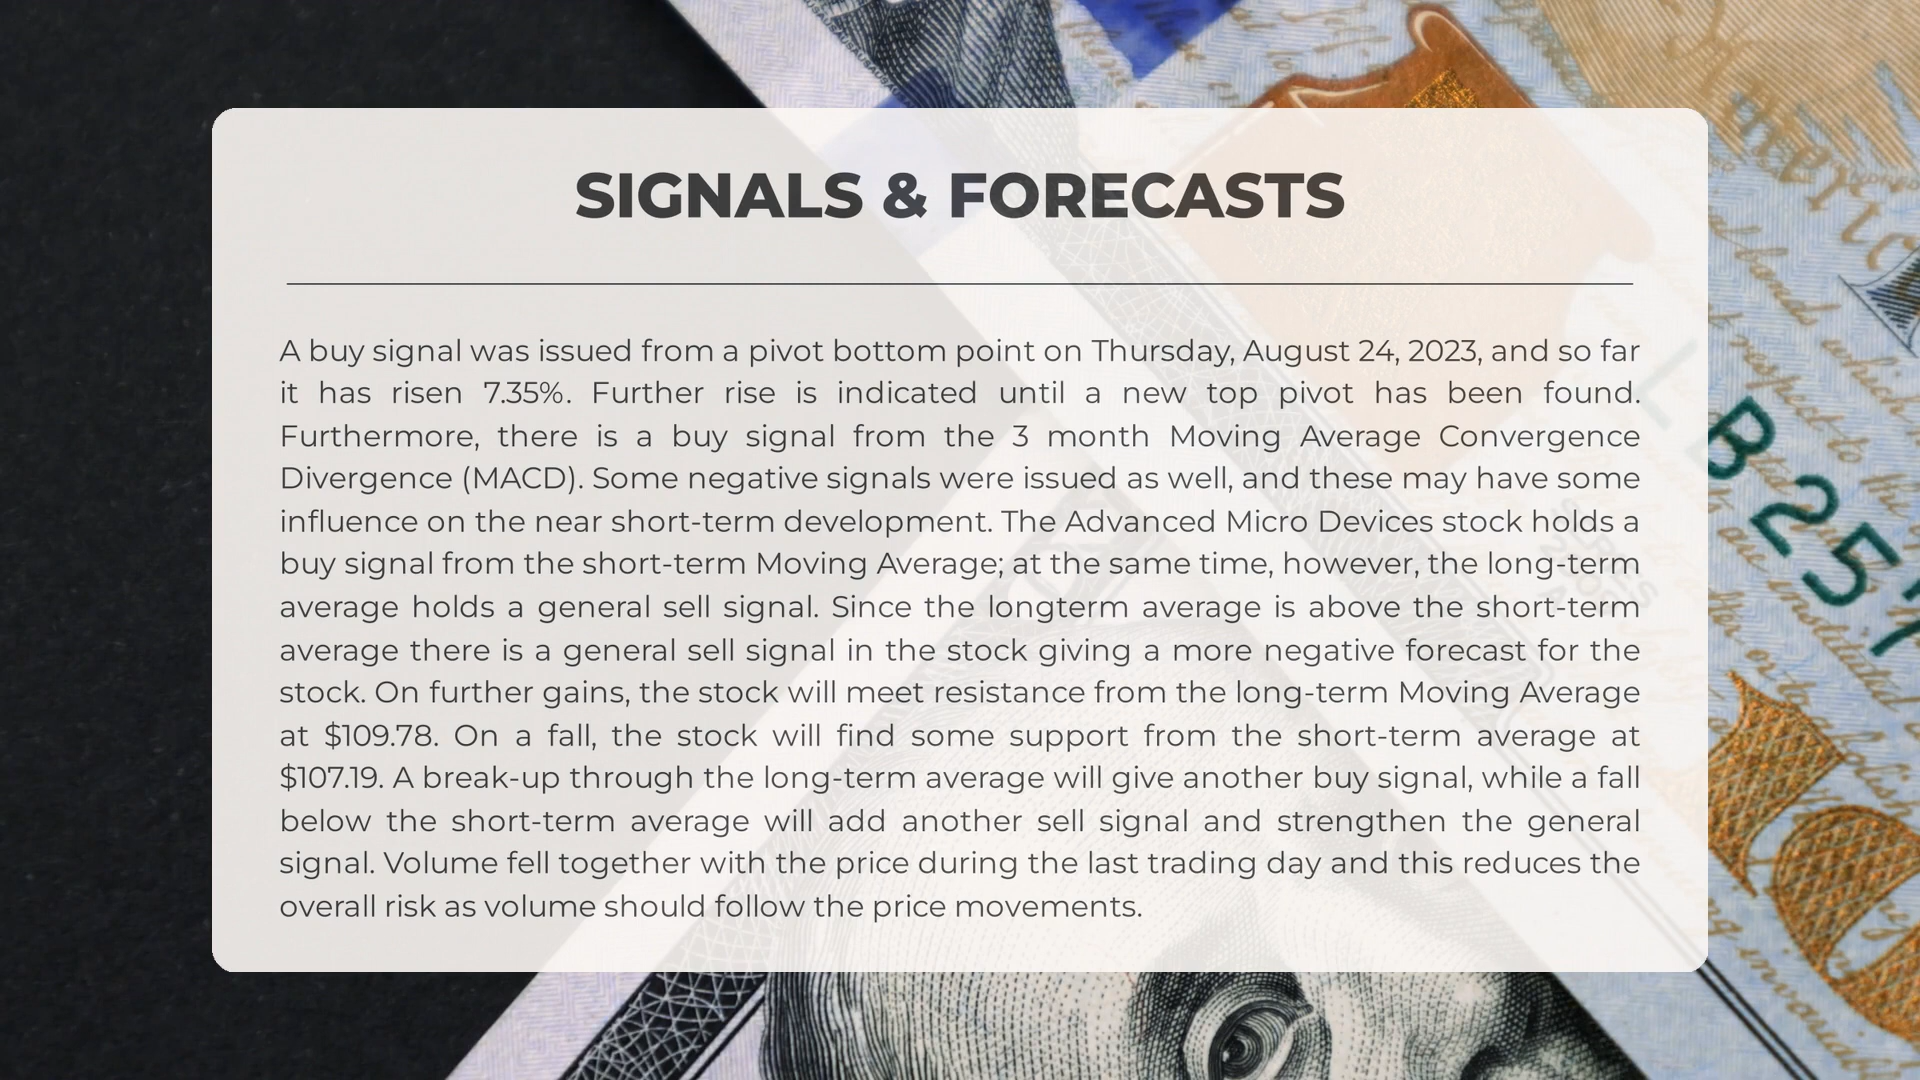 SIGNALS & FORECASTS
A buy signal was issued from a pivot bottom point on Thursday, August 24, 2023, and so far
it has risen 7.35%. Further rise is indicated until a new top pivot has been found.
Furthermore, there is a buy signal from the 3 month Moving Average Convergence
Divergence (MACD). Some negative signals were issued as well, and these may have some
influence on the near short-term development. The Advanced Micro Devices stock holds a
buy signal from the short-term Moving Average; at the same time, however, the long-term
average holds a general sell signal. Since the longterm average is above the short-term
average there is a general sell signal in the stock giving a more negative forecast for the
stock. On further gains, the stock will meet resistance from the long-term Moving Average
at $109.78. On a fall, the stock will find some support from the short-term average at
$107.19. A break-up through the long-term average will give another buy signal, while a fall
below the short-term average will add another sell signal and strengthen the general
signal. Volume fell together with the price during the last trading day and this reduces the
overall risk as volume should follow the price movements.